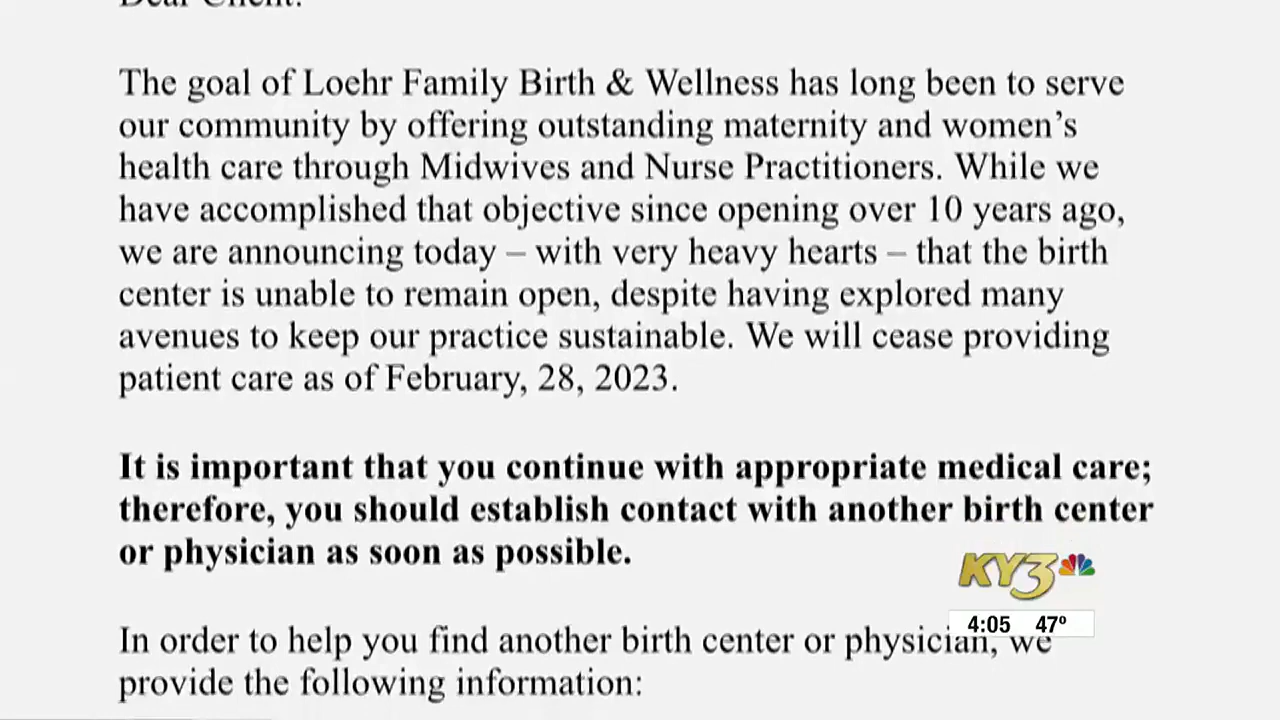 Dear Client:
The goal of Loehr Family Birth & Wellness has long been to serve
our community by offering outstanding maternity and women's
health care through Midwives and Nurse Practitioners. While we
have accomplished that objective since opening over 10 years ago,
we are announcing today – with very heavy hearts – that the birth
center is unable to remain open, despite having explored many
avenues to keep our practice sustainable. We will cease providing
patient care as of February, 28, 2023.
It is important that you continue with appropriate medical care;
therefore, you should establish contact with another birth center
or physician as soon as possible.
KY3
4:05 47º
In order to help you find another birth center or physician, we
provide the following information: